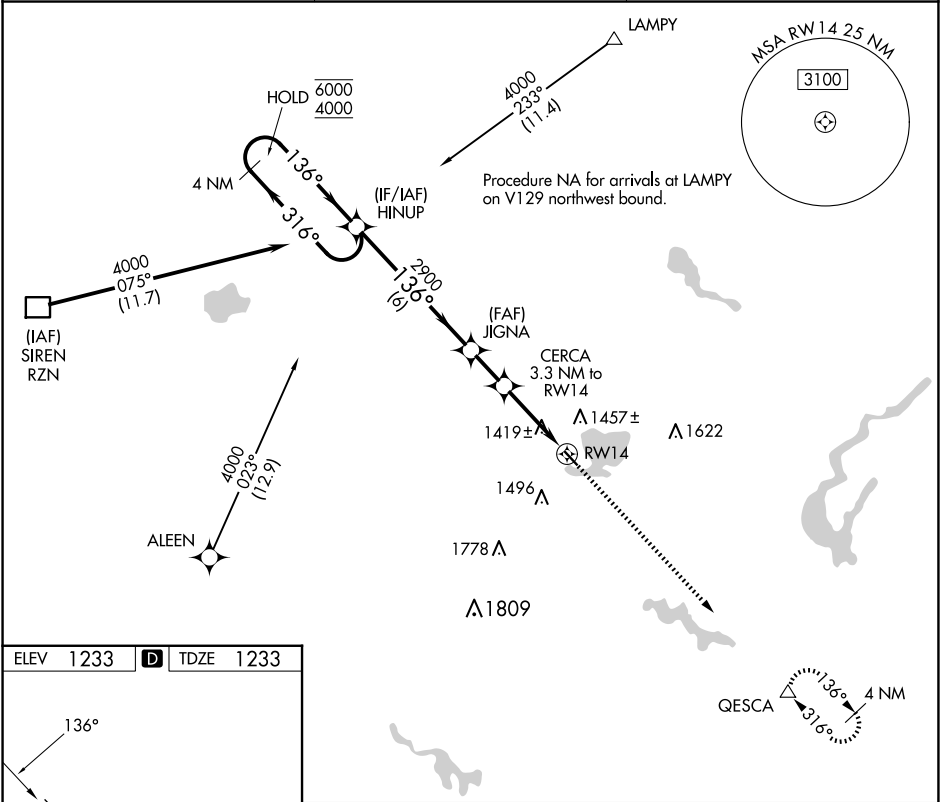 LAMPY
MSA RW14 25 NM
3100
HOLD
6000
4000
4000
233°
(11.4)
136°
4 NM
316°
(IF/IAF)
HINUP
Procedure NA for arrivals at LAMPY
on V129 northwest bound.
4000
075°
(11.7)
2900
136°
(6)
(IAF)
SIREN
RZN
(FAF)
JIGNA
CERCA
3.3 NM to
RW14
1419±
1457±
1622
RW14
4000
023°
(12.9)
1496
ALEEN
1778
1809
ELEV 1233 D TDZE 1233
136°
QESCA
136°
316°
4 NM